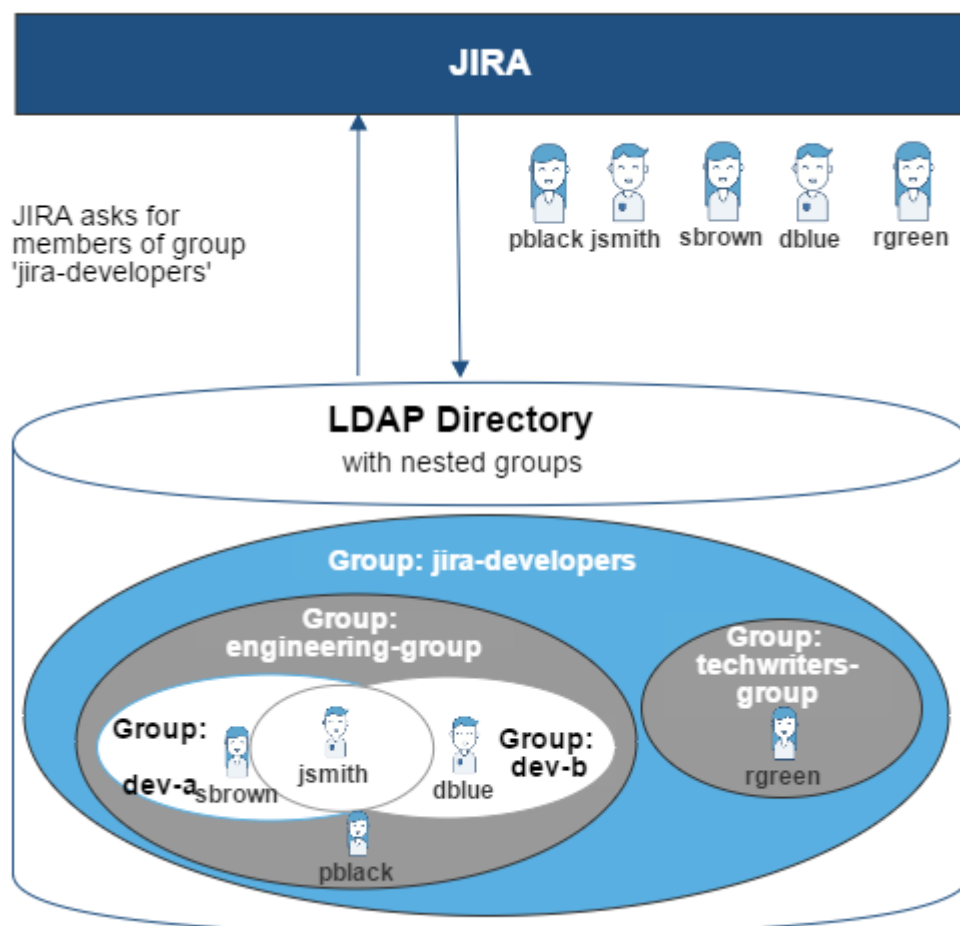 JIRA
JIRA asks for
members of group
'jira-developers'
pblack jsmith sbrown dblue rgreen
LDAP Directory
with nested groups
Group: jira-developers
Group:
engineering-group
Group:
techwriters-
group
Group:
dev-a
sbrown
jsmith
dblue
Group:
dev-b
rgreen
pblack